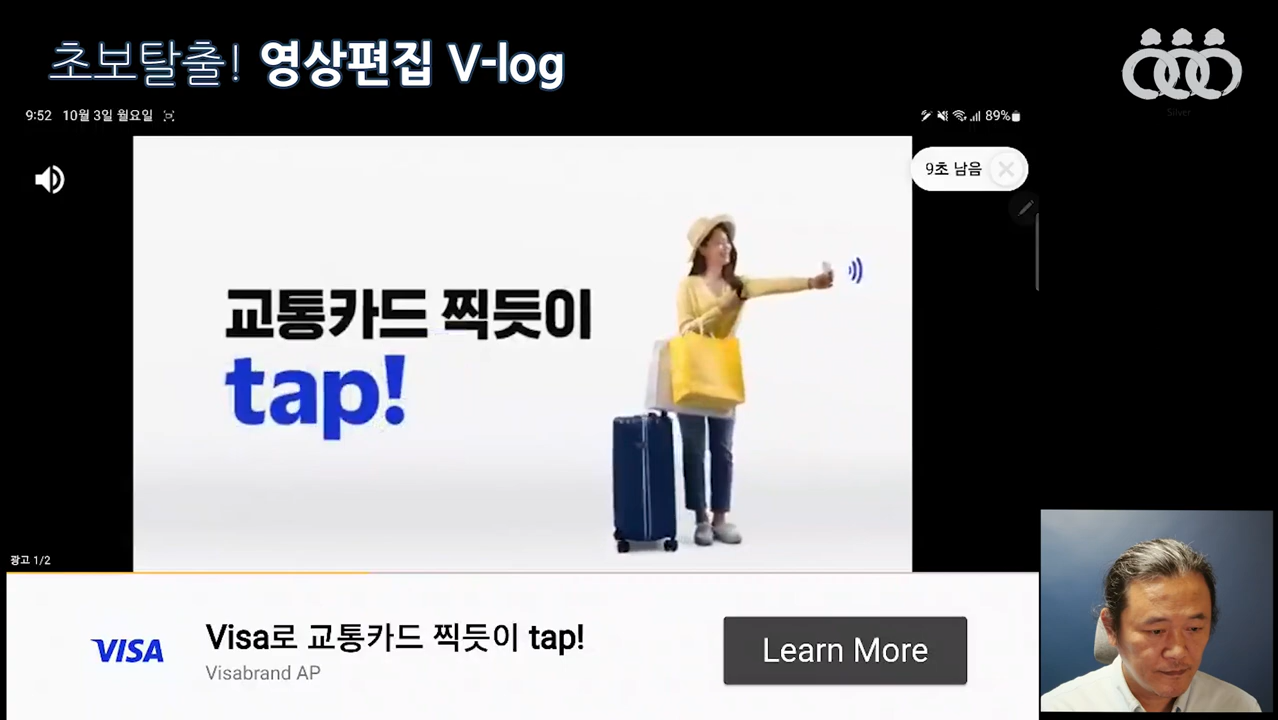 초보탈출! 영상편집 V-log
Silver
9:52 10월 3일 월요일
89%
9초 남음
교통카드 찍듯이
tap!
광고 1/2
VISA
Visa로 교통카드 찍듯이 tap!
Visabrand AP
Learn More